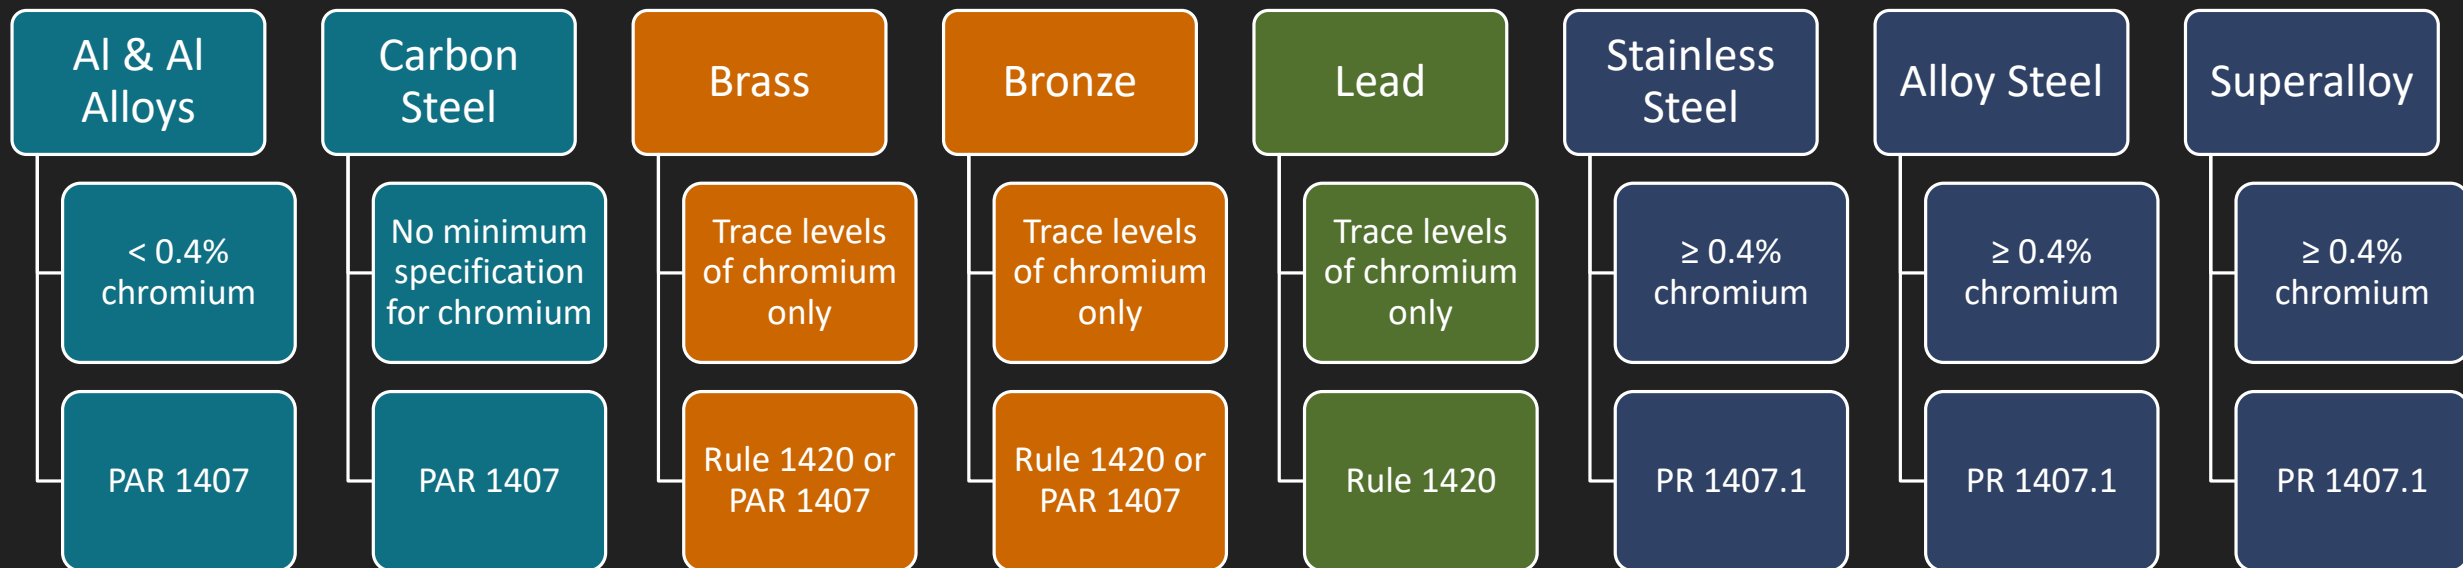 Al & Al
Alloys
< 0.4%
chromium
PAR 1407
Carbon
Steel
No minimum
specification
for chromium
PAR 1407
Brass
Trace levels
of chromium
only
Rule 1420 or
PAR 1407
Bronze
Trace levels
of chromium
only
Rule 1420 or
PAR 1407
Lead
Trace levels
of chromium
only
Rule 1420
Stainless
Steel
≥ 0.4%
chromium
PR 1407.1
Alloy Steel
≥ 0.4%
chromium
PR 1407.1
Superalloy
≥ 0.4%
chromium
PR 1407.1